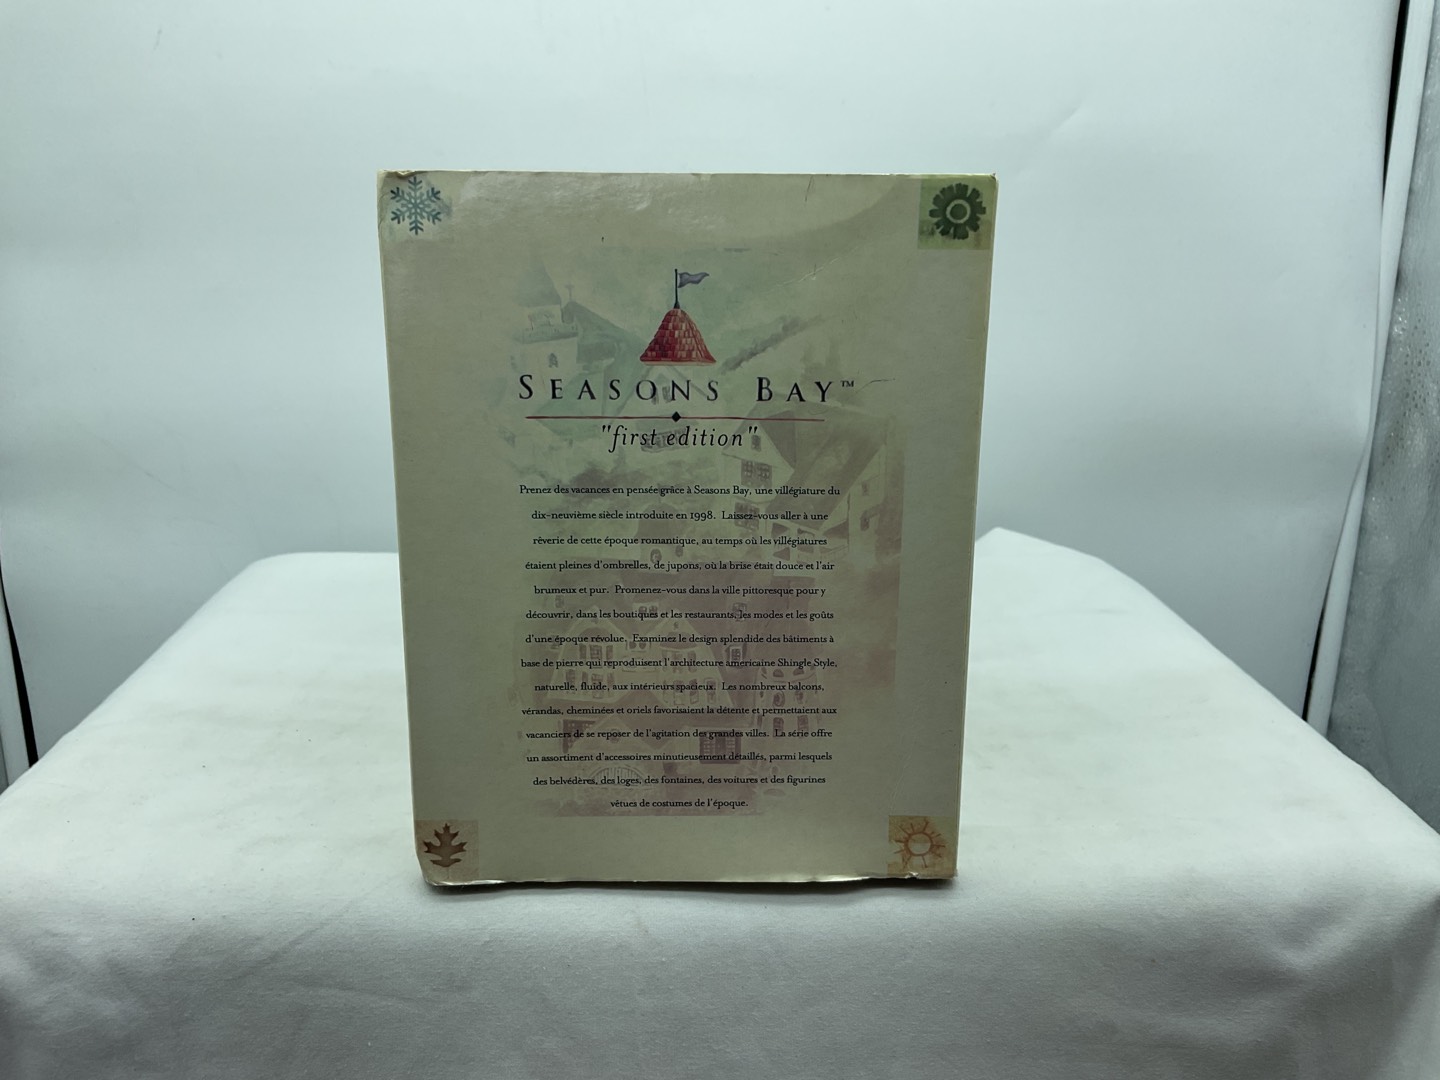 SEASONS BAY™
"first edition"
Prenez des vacances en pensée grâce à Seasons Bay, une villégiature du
dix-neuvième siècle introduite en 1998. Laissez-vous aller à une
rêverie de cette époque romantique, au temps où les villégiatures
étaient pleines d'ombrelles, de jupons, où la brise était douce et l'air
brumeux et pur. Promenez-vous dans la ville pittoresque pour y
découvrir, dans les boutiques et les restaurants, les modes et les goûts
d'une époque révolue. Examinez le design splendide des bâtiments à
base de pierre qui reproduisent l'architecture américaine Shingle Style,
naturelle, fluide, aux intérieurs spacieux. Les nombreux balcons,
vérandas, cheminées et oriels favorisaient la détente et permettaient aux
vacanciers de se reposer de l'agitation des grandes villes. La série offre
un assortiment d'accessoires minutieusement détaillés, parmi lesquels
des belvédères, des loges, des fontaines, des voitures et des figurines
vêtues de costumes de l'époque.